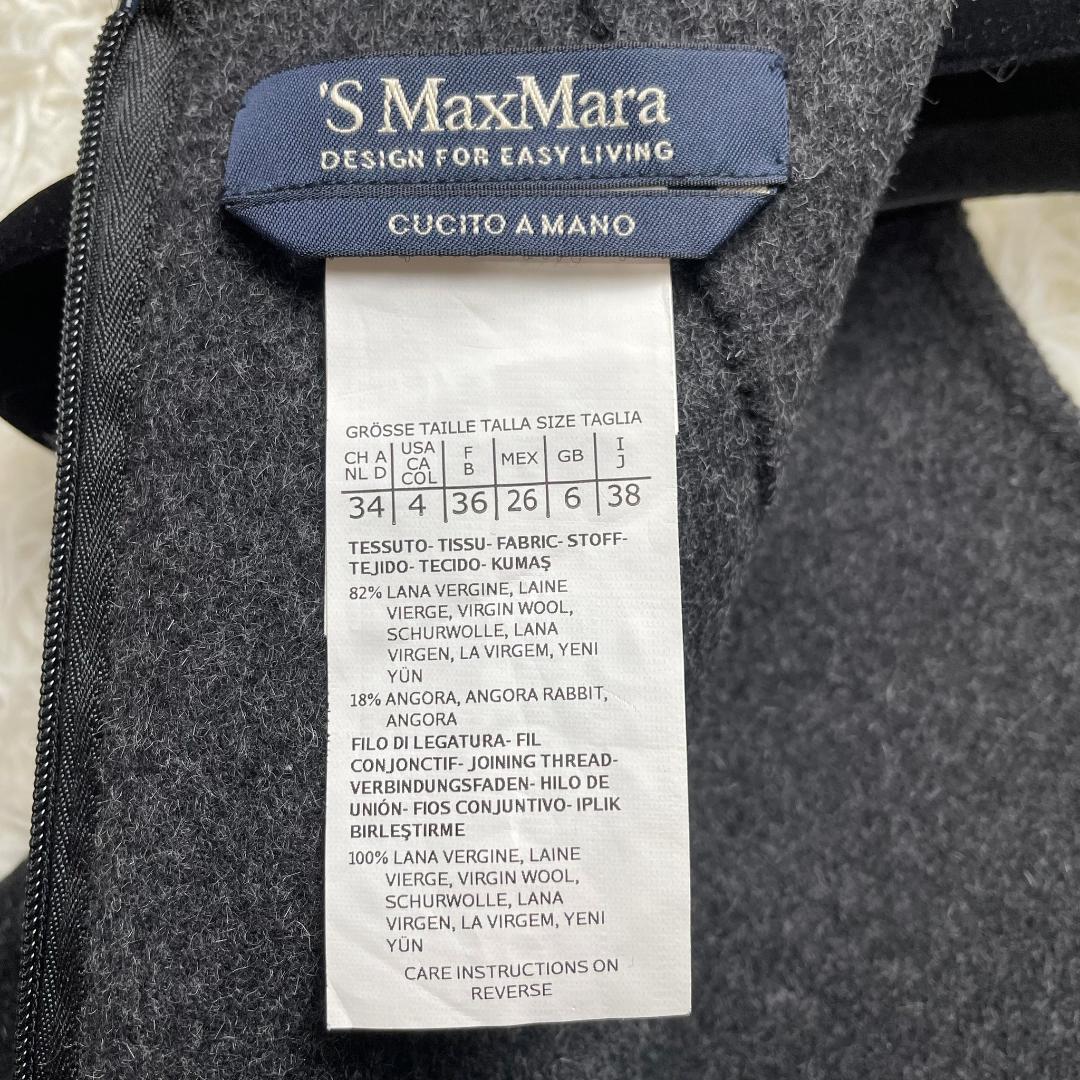 'S MaxMara
DESIGN FOR EASY LIVING
CUCITO A MANO
GRÖSSE TAILLE TALLA SIZE TAGLIA
CH A NL D | USA CA COL | F B | MEX | GB | I J
34 | 4 | 36 | 26 | 6 | 38
TESSUTO- TISSU- FABRIC- STOFF-
TEJIDO- TECIDO- KUMAŞ
82% LANA VERGINE, LAINE
VIERGE, VIRGIN WOOL,
SCHURWOLLE, LANA
VIRGEN, LA VIRGEM, YENI
YÜN
18% ANGORA, ANGORA RABBIT,
ANGORA
FILO DI LEGATURA- FIL
CONJONCTIF- JOINING THREAD-
VERBINDUNGSFADEN- HILO DE
UNIÓN- FIOS CONJUNTIVO- IPLIK
BIRLEŞTIRME
100% LANA VERGINE, LAINE
VIERGE, VIRGIN WOOL,
SCHURWOLLE, LANA
VIRGEN, LA VIRGEM, YENI
YÜN
CARE INSTRUCTIONS ON
REVERSE